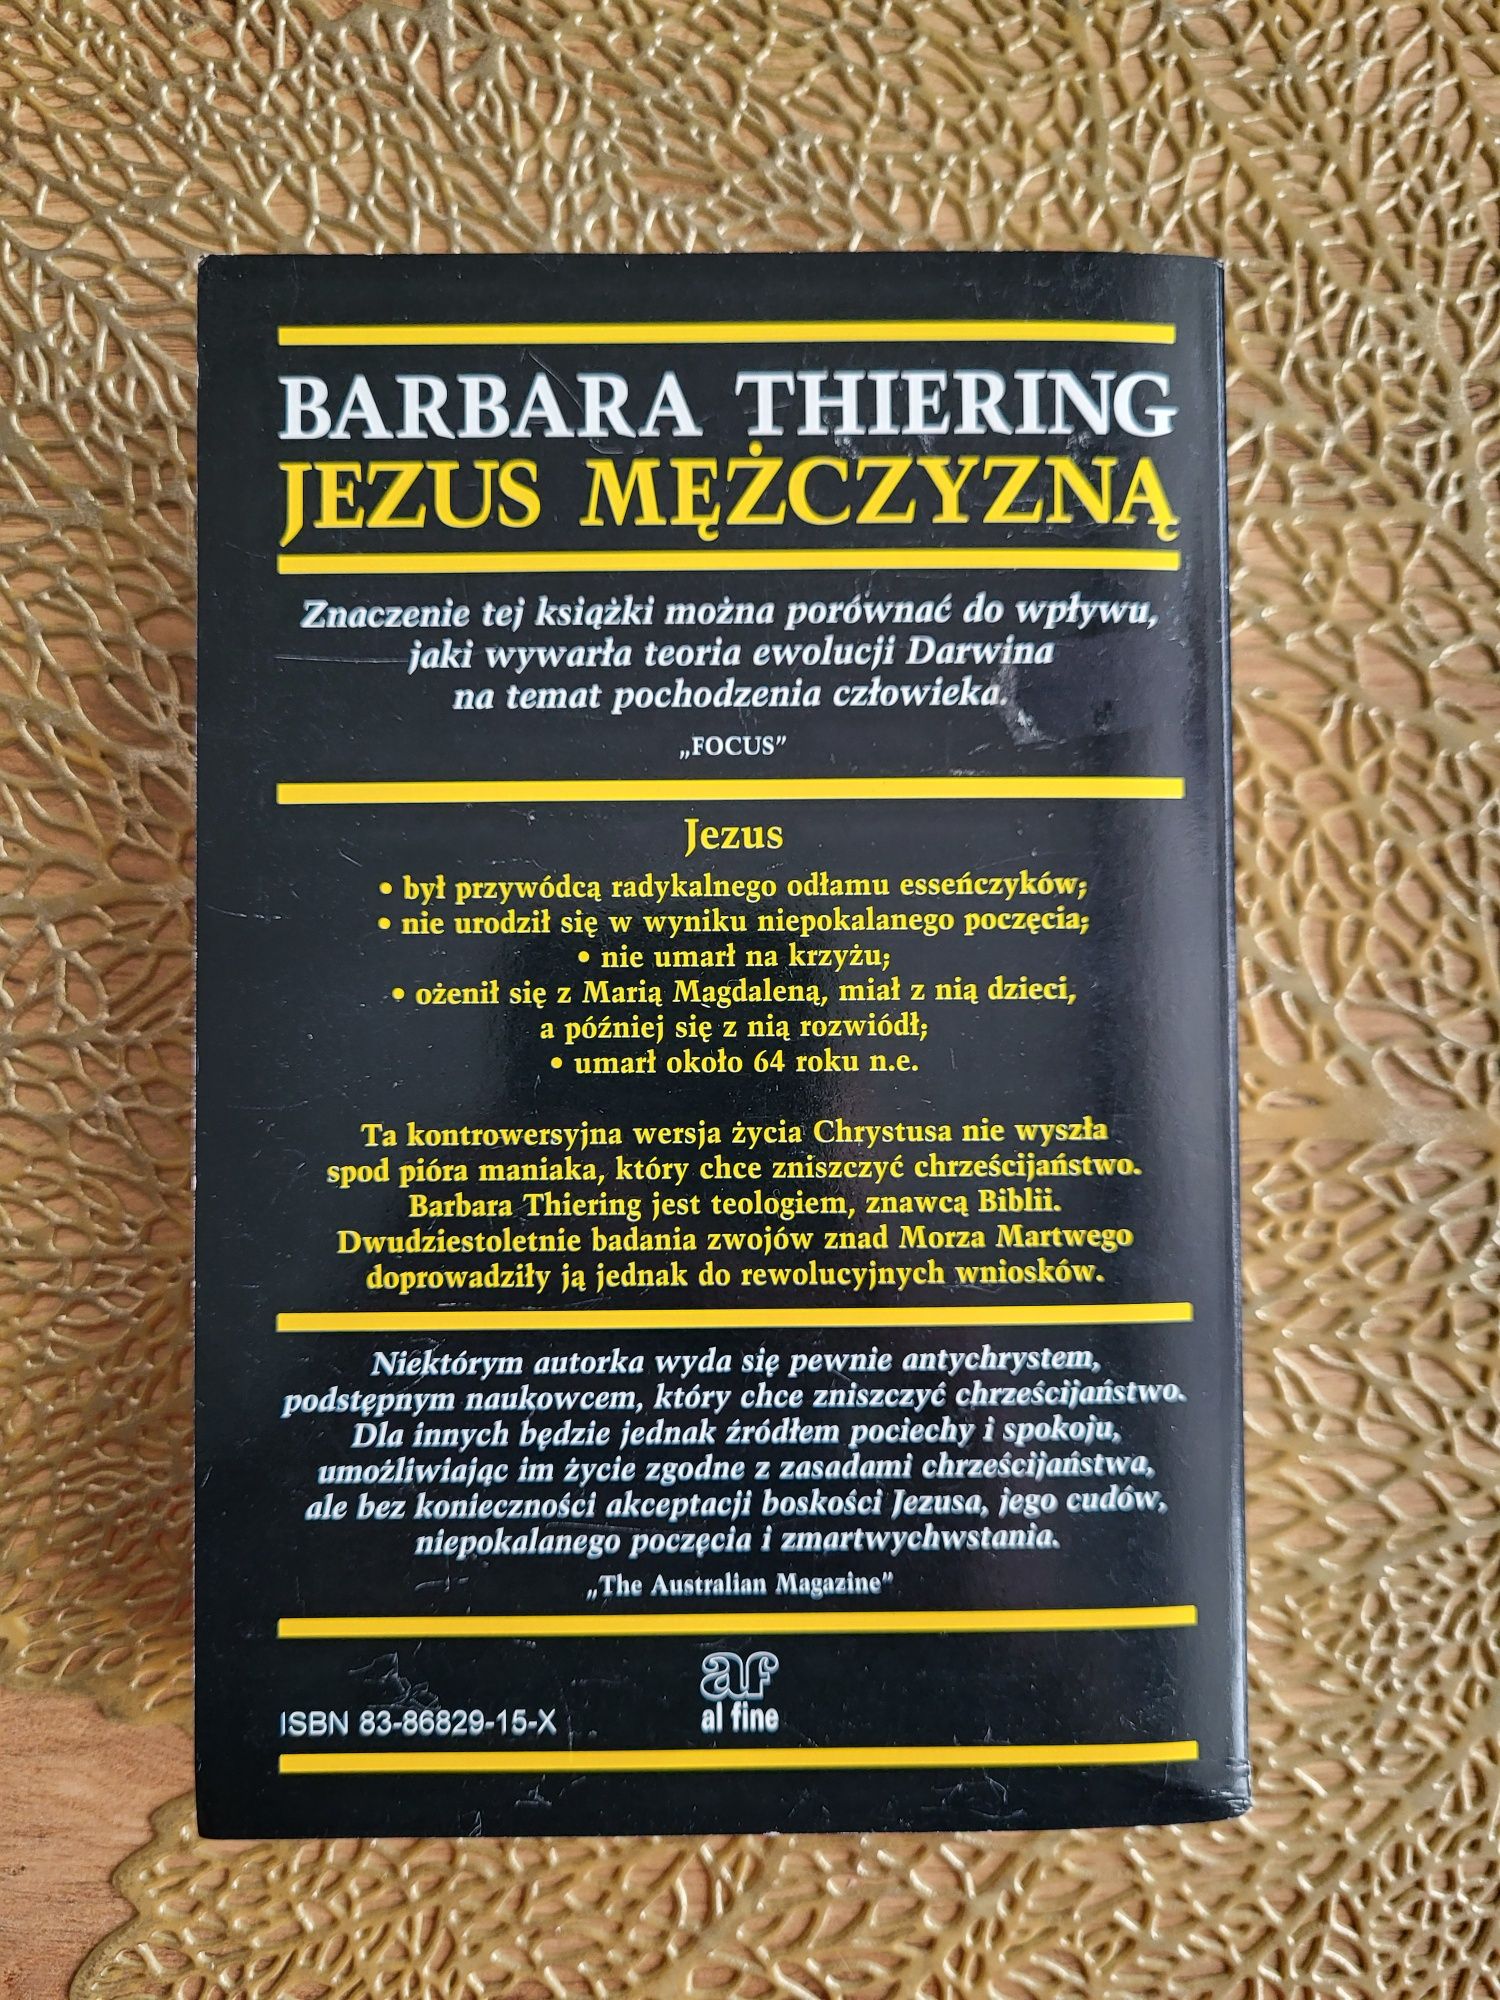 BARBARA THIERING
JEZUS MĘŻCZYZNĄ
Znaczenie tej książki można porównać do wpływu,
jaki wywarła teoria ewolucji Darwina
na temat pochodzenia człowieka.
„FOCUS”
Jezus
• był przywódcą radykalnego odłamu esseńczyków;
• nie urodził się w wyniku niepokalanego poczęcia;
• nie umarł na krzyżu;
• ożenił się z Marią Magdaleną, miał z nią dzieci,
a później się z nią rozwiódł;
• umarł około 64 roku n.e.
Ta kontrowersyjna wersja życia Chrystusa nie wyszła
spod pióra maniaka, który chce zniszczyć chrześcijaństwo.
Barbara Thiering jest teologiem, znawcą Biblii.
Dwudziestoletnie badania zwojów znad Morza Martwego
doprowadziły ją jednak do rewolucyjnych wniosków.
Niektórym autorka wyda się pewnie antychrystem,
podstępnym naukowcem, który chce zniszczyć chrześcijaństwo.
Dla innych będzie jednak źródłem pociechy i spokoju,
umożliwiając im życie zgodne z zasadami chrześcijaństwa,
ale bez konieczności akceptacji boskości Jezusa, jego cudów,
niepokalanego poczęcia i zmartwychwstania.
„The Australian Magazine”
af
al fine
ISBN 83-86829-15-X